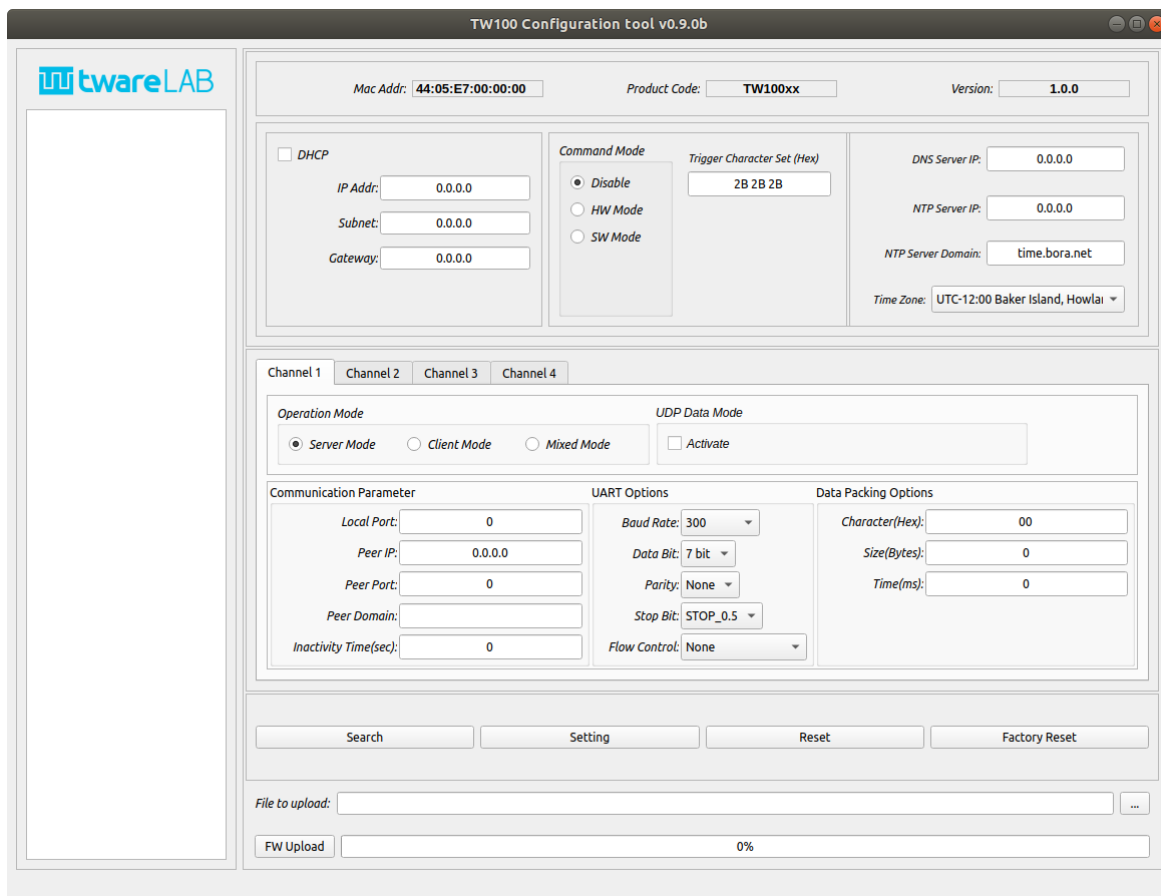 TW100 Configuration tool v0.9.0b
twareLAB
Mac Addr: 44:05:E7:00:00:00 Product Code: TW100xx Version: 1.0.0
DHCP
IP Addr: 0.0.0.0
Subnet: 0.0.0.0
Gateway: 0.0.0.0
Command Mode
Disable
HW Mode
SW Mode
Trigger Character Set (Hex)
2B 2B 2B
DNS Server IP: 0.0.0.0
NTP Server IP: 0.0.0.0
NTP Server Domain: time.bora.net
Time Zone: UTC-12:00 Baker Island, Howla
Channel 1 Channel 2 Channel 3 Channel 4
Operation Mode
Server Mode Client Mode Mixed Mode
UDP Data Mode
Activate
Communication Parameter
Local Port: 0
Peer IP: 0.0.0.0
Peer Port: 0
Peer Domain:
Inactivity Time(sec): 0
UART Options
Baud Rate: 300
Data Bit: 7 bit
Parity: None
Stop Bit: STOP_0.5
Flow Control: None
Data Packing Options
Character(Hex): 00
Size(Bytes): 0
Time(ms): 0
Search Setting Reset Factory Reset
File to upload: ...
FW Upload 0%